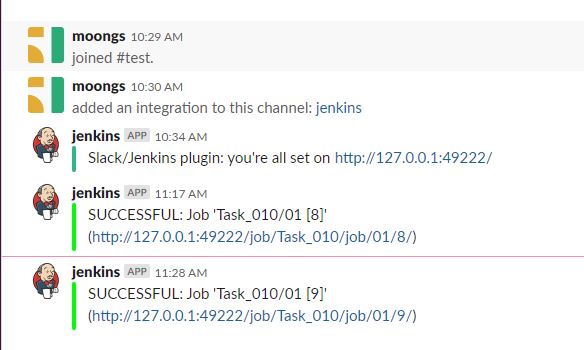 moongs 10:29 AM
joined #test.
moongs 10:30 AM
added an integration to this channel: jenkins
jenkins APP 10:34 AM
Slack/Jenkins plugin: you're all set on http://127.0.0.1:49222/
jenkins APP 11:17 AM
SUCCESSFUL: Job 'Task_010/01 [8]'
(http://127.0.0.1:49222/job/Task_010/job/01/8/)
jenkins APP 11:28 AM
SUCCESSFUL: Job 'Task_010/01 [9]'
(http://127.0.0.1:49222/job/Task_010/job/01/9/)